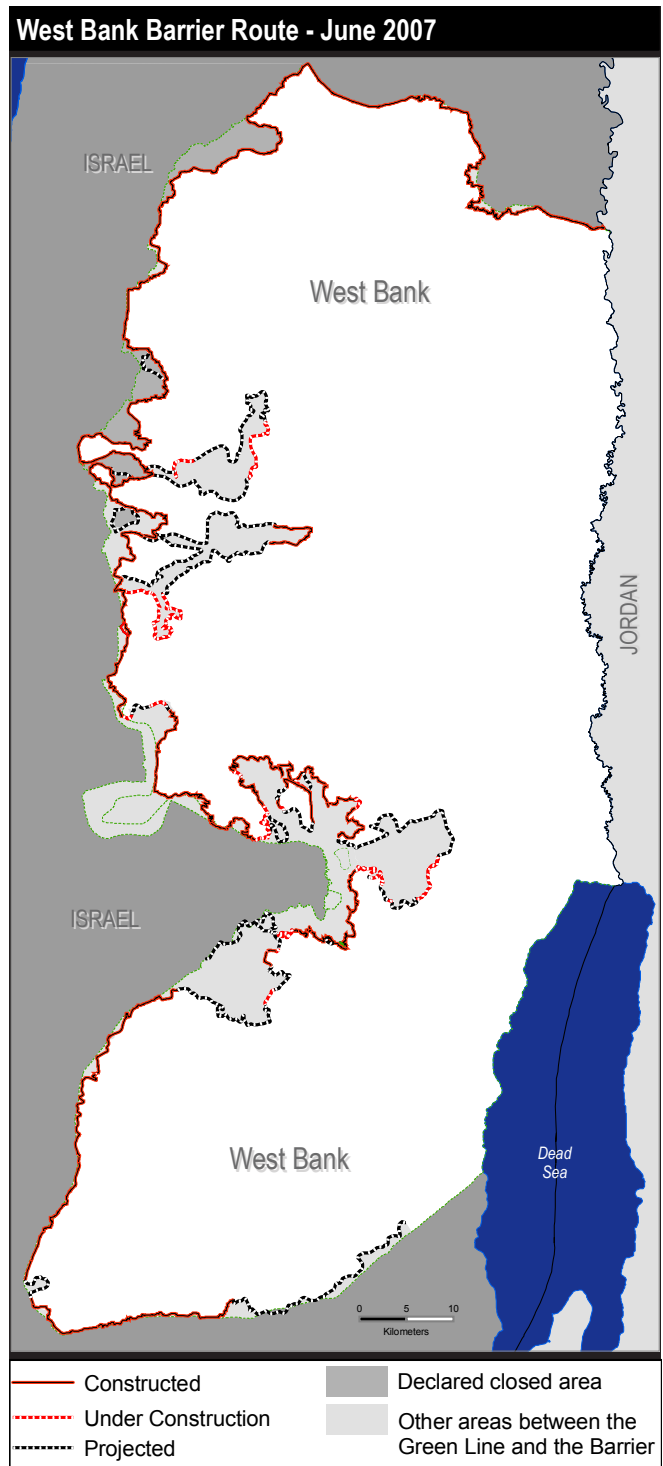 West Bank Barrier Route - June 2007
ISRAEL
West Bank
JORDAN
ISRAEL
West Bank
Dead
Sea
0 5 10
Kilometers
Constructed
Under Construction
Projected
Declared closed area
Other areas between the
Green Line and the Barrier